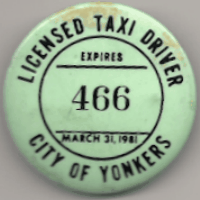 LICENSED TAXI DRIVER
EXPIRES
466
MARCH 31, 1981
CITY OF YONKERS